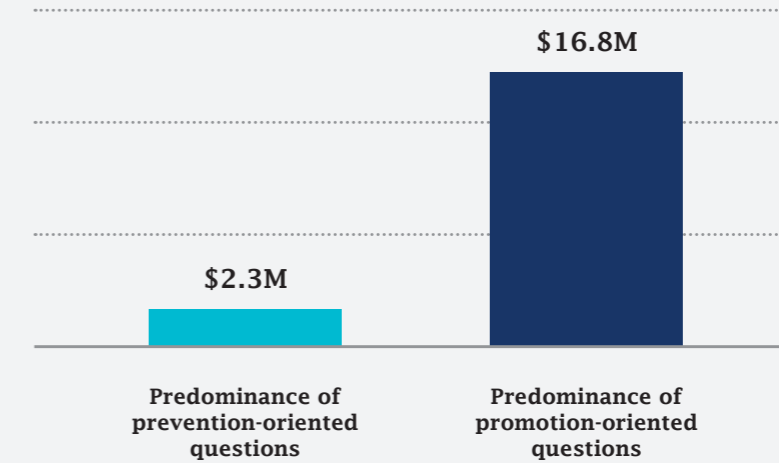 $16.8M
$2.3M
Predominance of
prevention-oriented
questions
Predominance of
promotion-oriented
questions